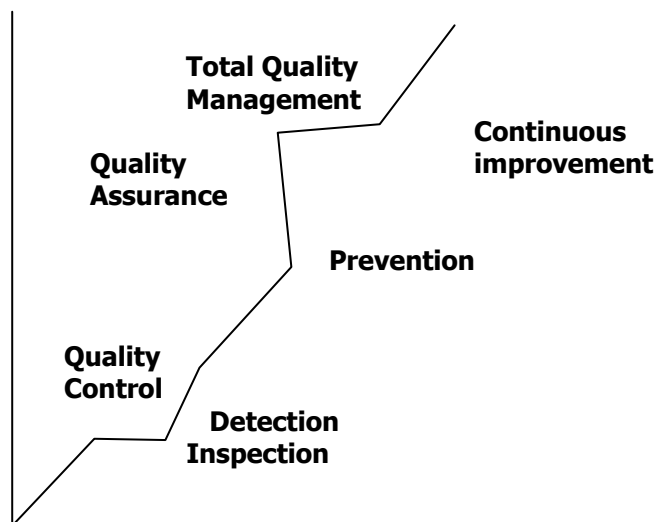 Total Quality
Management
Continuous
improvement
Quality
Assurance
Prevention
Quality
Control
Detection
Inspection